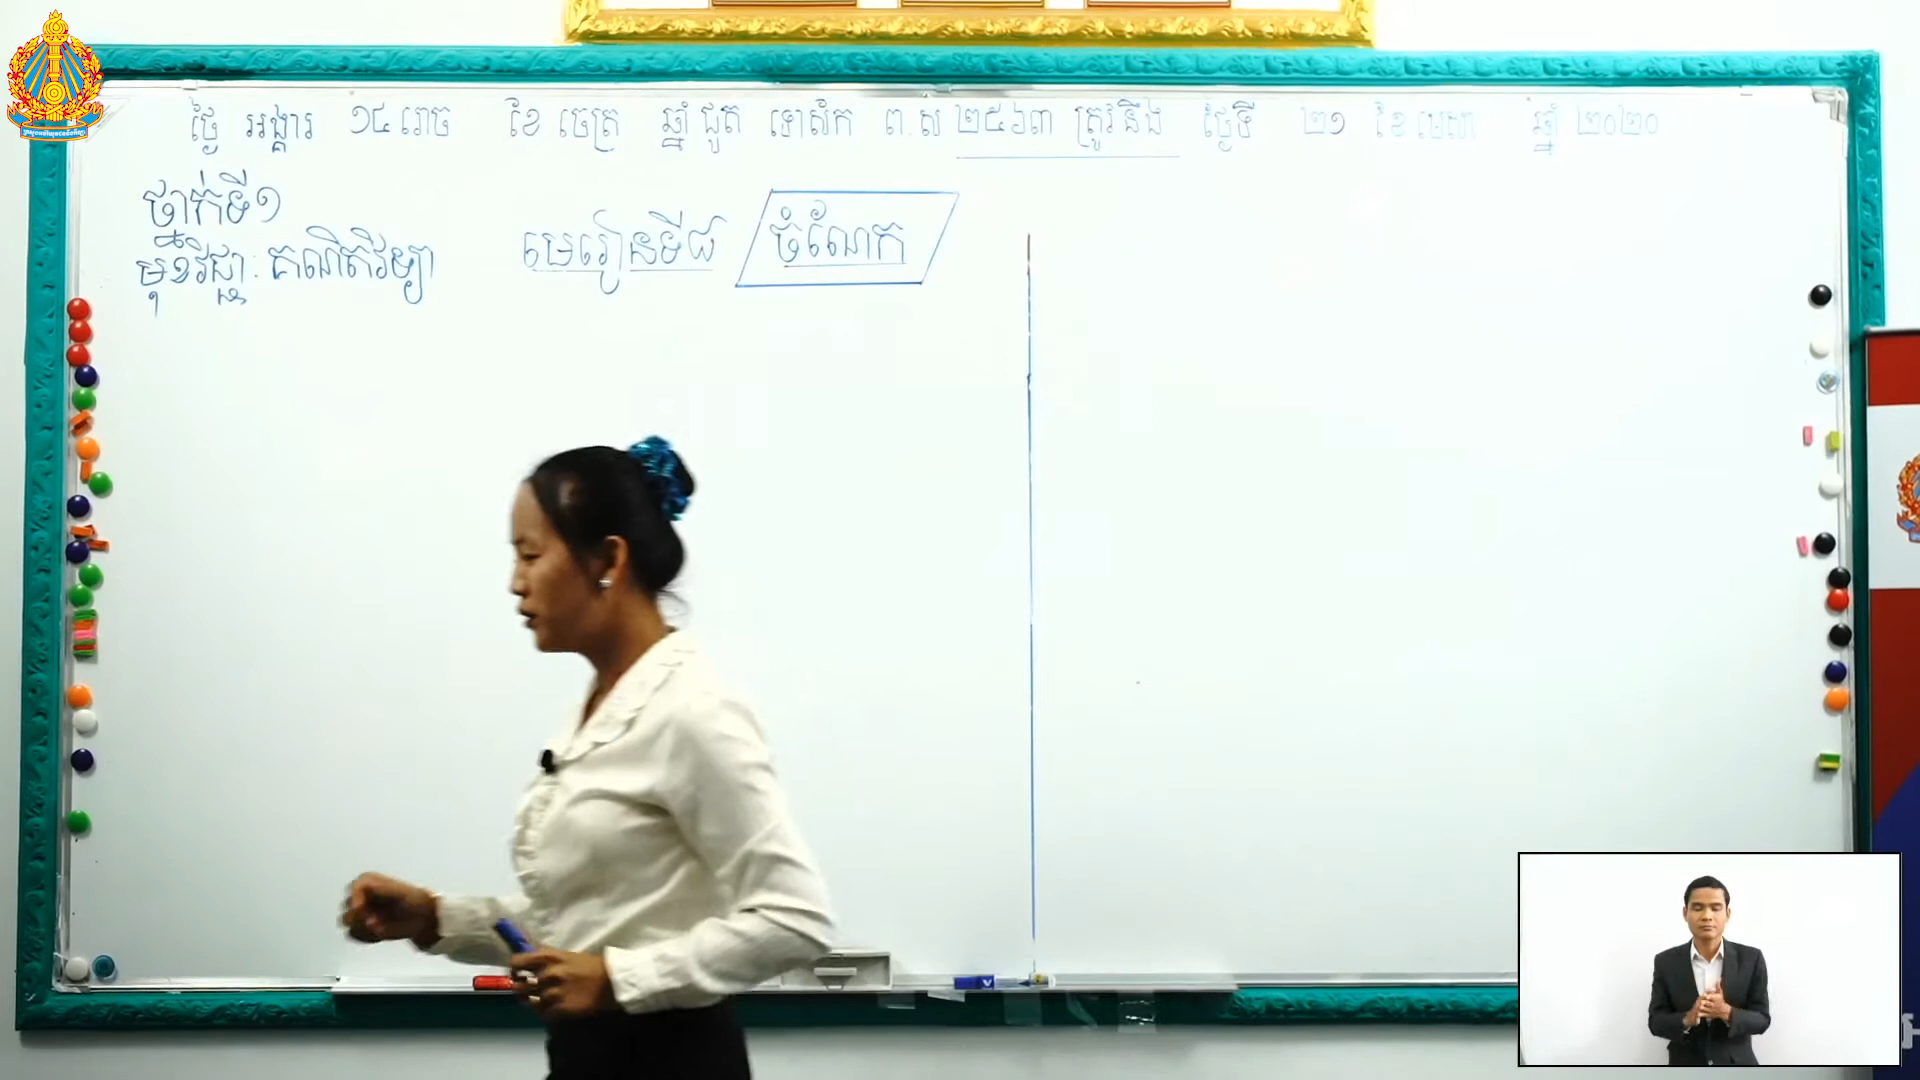 ថ្ងៃ អង្គារ ១៤ រោច ខែ ចេត្រ ឆ្នាំ ជូត ទោស័ក ព.ស ២៥៦៣ ត្រូវនឹង ថ្ងៃទី ២១ ខែ មេសា ឆ្នាំ ២០២០
ថ្នាក់ទី១
មុខវិជ្ជា: គណិតវិទ្យា
មេរៀនទី៨ ចំណែក